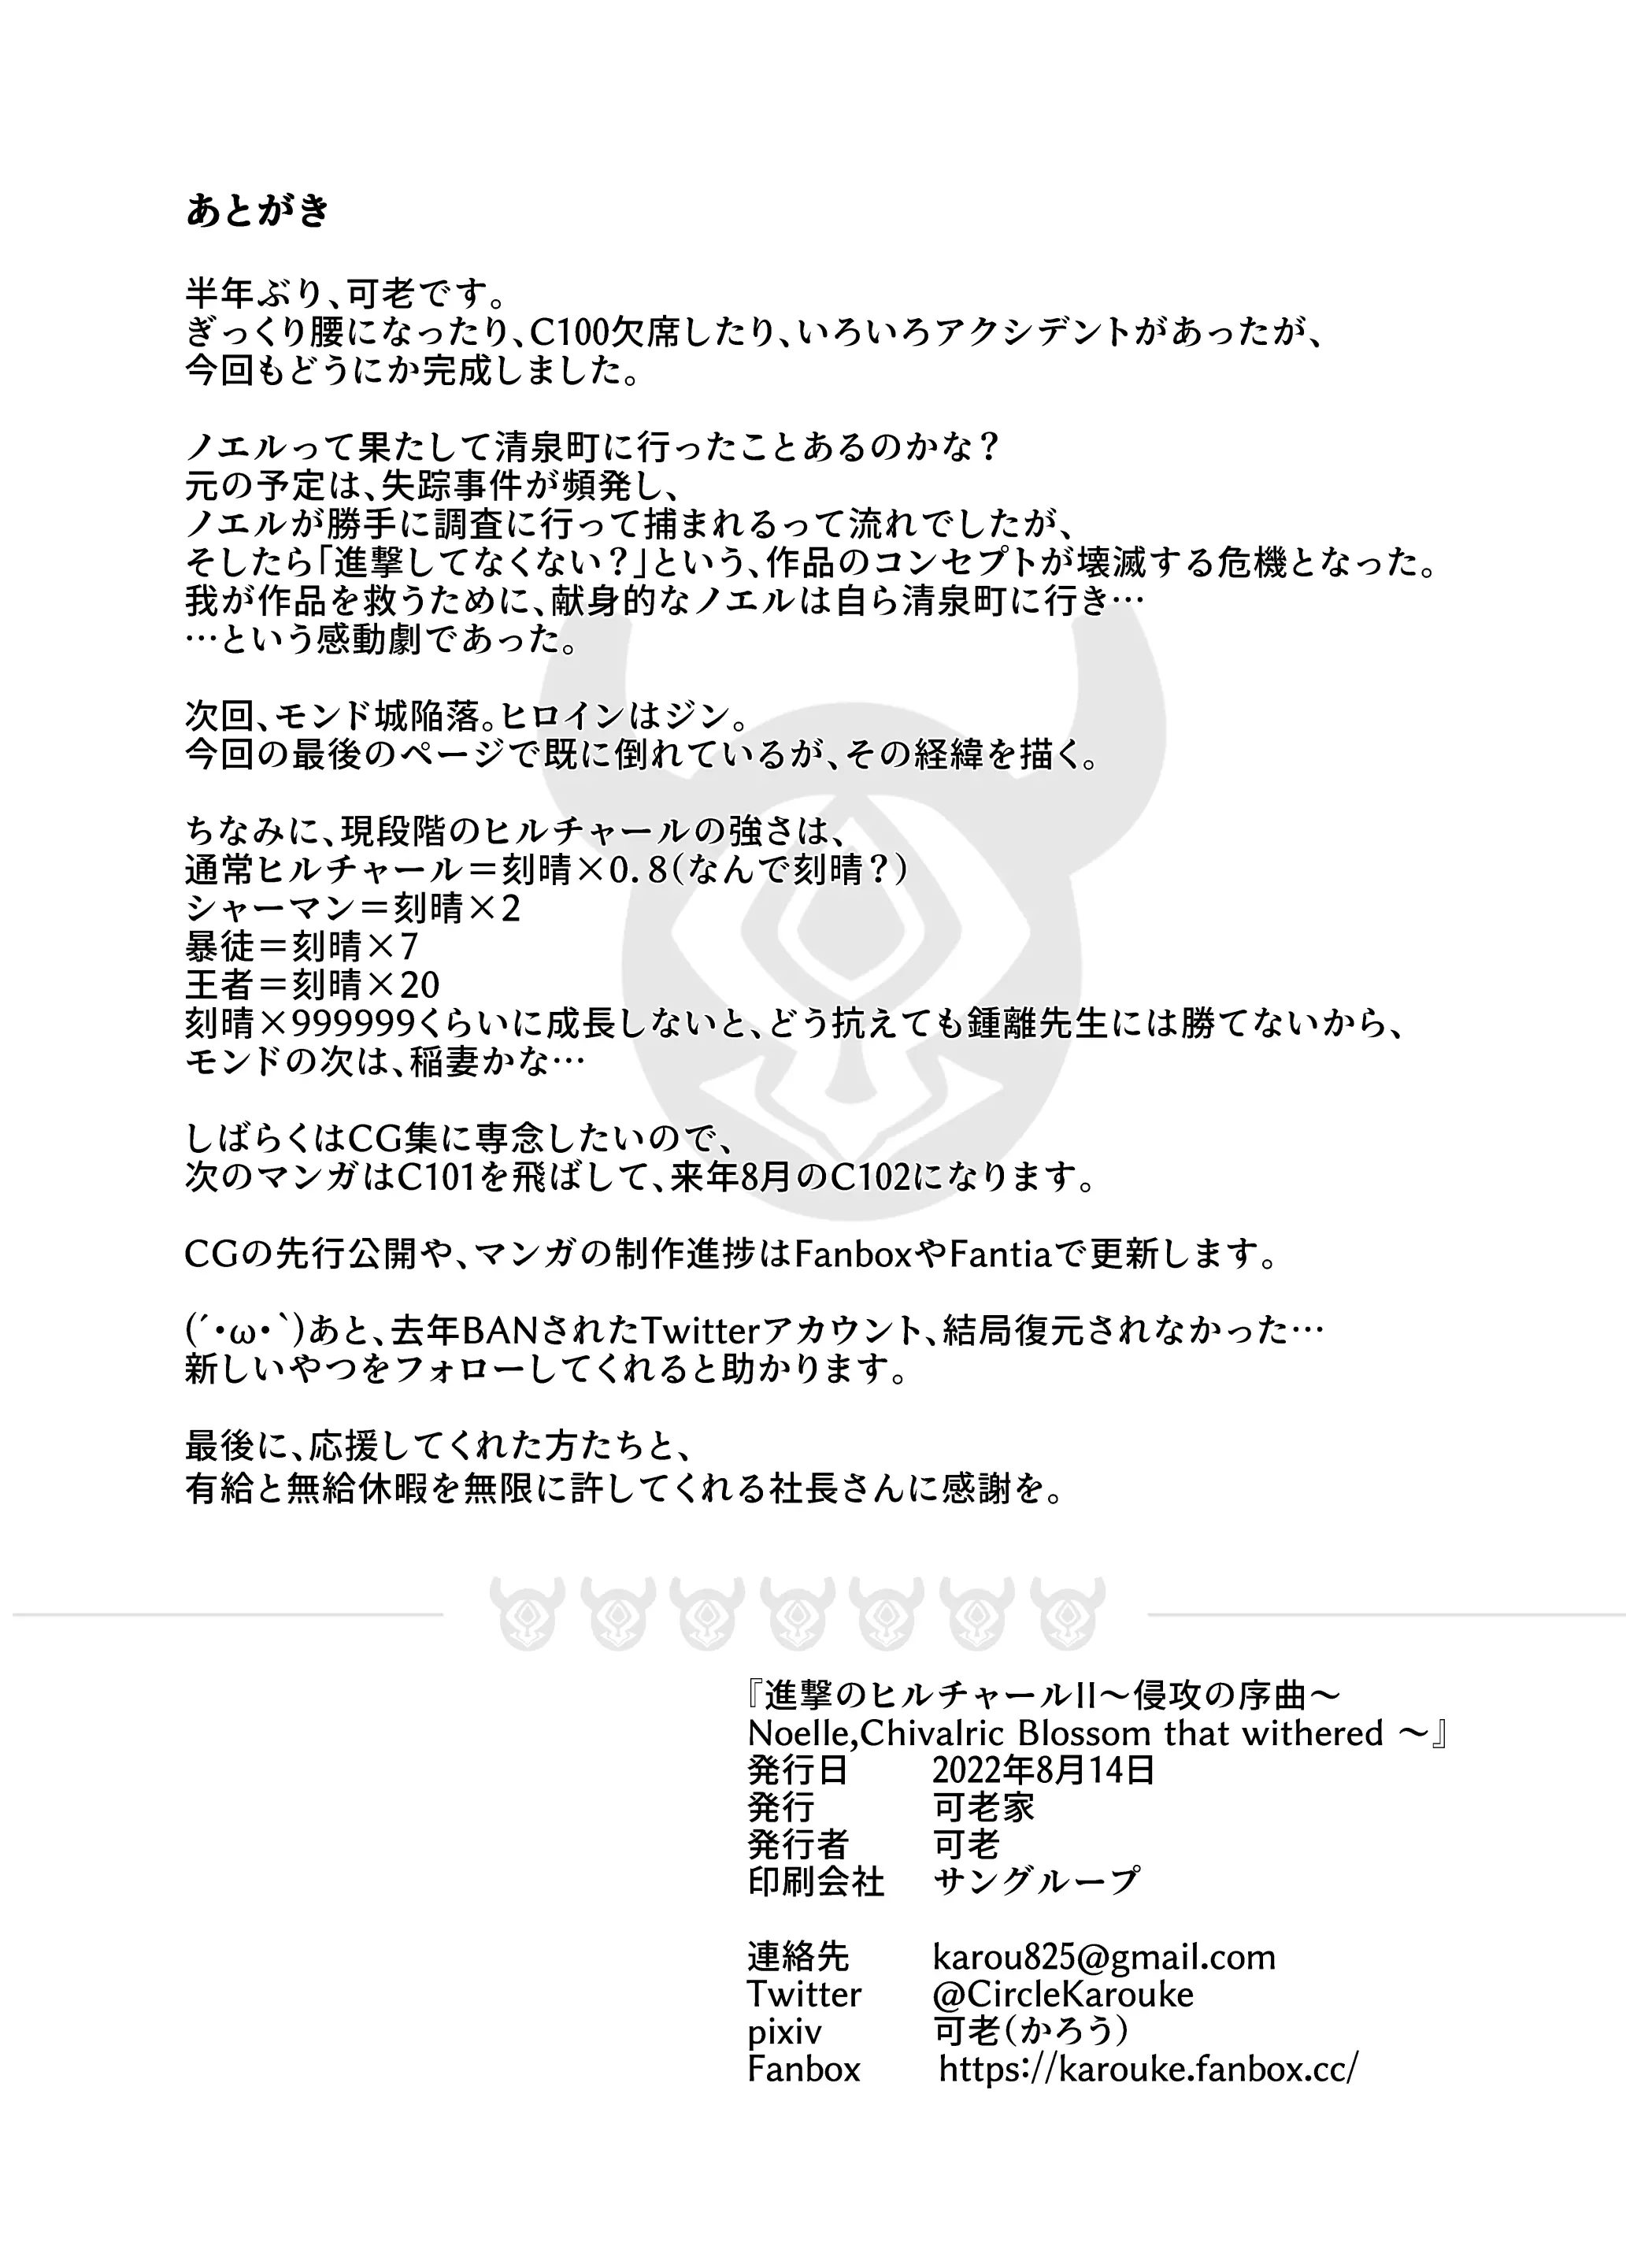 あとがき
半年ぶり、可老です。
ぎっくり腰になったり、C100欠席したり、いろいろアクシデントがあったが、
今回もどうにか完成しました。
ノエルって果たして清泉町に行ったことあるのかな？
元の予定は、失踪事件が頻発し、
ノエルが勝手に調査に行って捕まれるって流れでしたが、
そしたら「進撃してなくない？」という、作品のコンセプトが壊滅する危機となった。
我が作品を救うために、献身的なノエルは自ら清泉町に行き…
…という感動劇であった。
次回、モンド城陥落。ヒロインはジン。
今回の最後のページで既に倒れているが、その経緯を描く。
ちなみに、現段階のヒルチャールの強さは、
通常ヒルチャール＝刻晴×0.8（なんで刻晴？）
シャーマン＝刻晴×2
暴徒＝刻晴×7
王者＝刻晴×20
刻晴×999999くらいに成長しないと、どう抗えても鍾離先生には勝てないから、
モンドの次は、稲妻かな…
しばらくはCG集に専念したいので、
次のマンガはC101を飛ばして、来年8月のC102になります。
CGの先行公開や、マンガの制作進捗はFanboxやFantiaで更新します。
(´･ω･`)あと、去年BANされたTwitterアカウント、結局復元されなかった…
新しいやつをフォローしてくれると助かります。
最後に、応援してくれた方たちと、
有給と無給休暇を無限に許してくれる社長さんに感謝を。
『進撃のヒルチャールII～侵攻の序曲～
Noelle,Chivalric Blossom that withered ～』
発行日 2022年8月14日
発行 可老家
発行者 可老
印刷会社 サングループ
連絡先 karou825@gmail.com
Twitter @CircleKarouke
pixiv 可老（かろう）
Fanbox https://karouke.fanbox.cc/